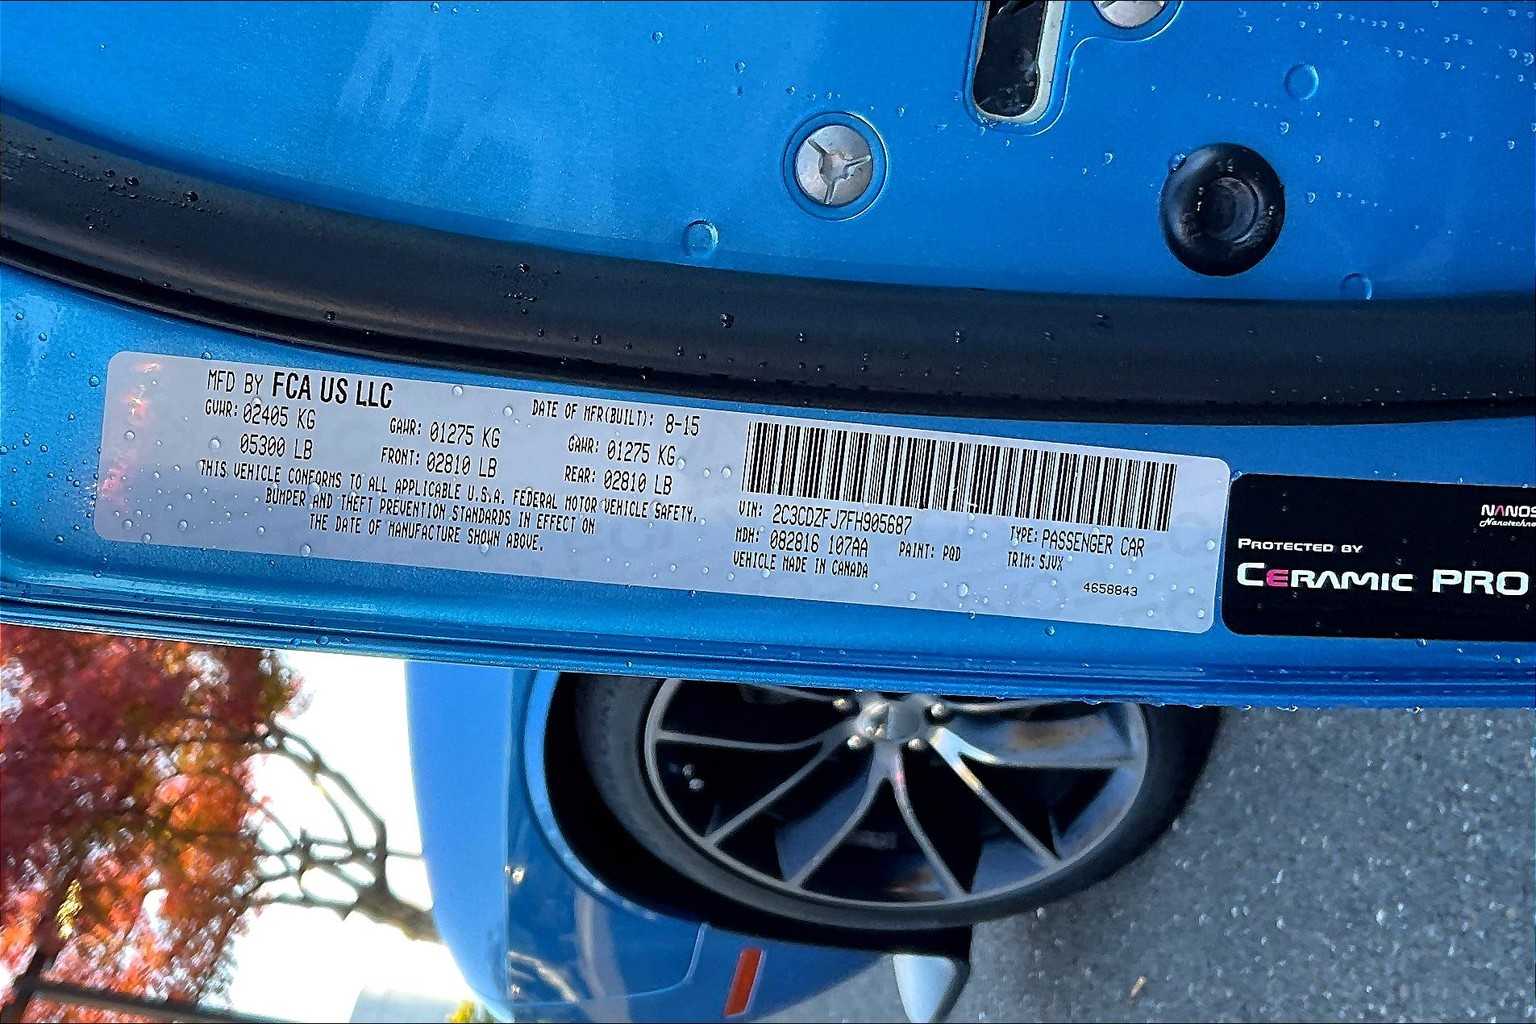 MFD BY FCA US LLC
DATE OF MFR(BUILT): 8-15
GVWR: 02405 KG
05300 LB
GAWR: 01275 KG
FRONT: 02810 LB
GAWR: 01275 KG
REAR: 02810 LB
THIS VEHICLE CONFORMS TO ALL APPLICABLE U.S.A. FEDERAL MOTOR VEHICLE SAFETY,
BUMPER AND THEFT PREVENTION STANDARDS IN EFFECT ON
THE DATE OF MANUFACTURE SHOWN ABOVE.
VIN: 2C3CDZFJ7FH905687
TYPE: PASSENGER CAR
MDH: 082816 107AA PAINT: PQD
TRIM: SJVX
VEHICLE MADE IN CANADA
4658843
PROTECTED BY
CERAMIC PRO